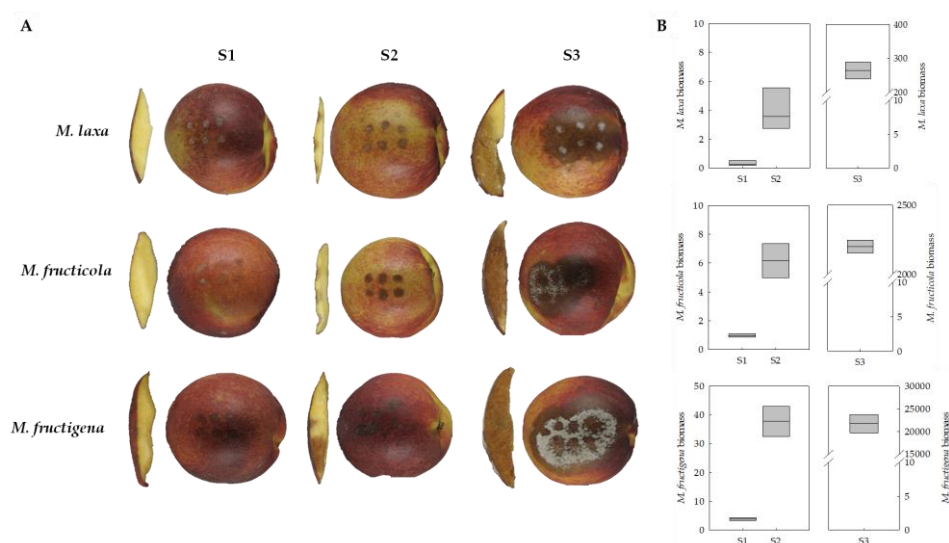 A
S1 S2 S3
M. laxa
M. fructicola
M. fructigena
B
M. laxa biomass
10
8
6
4
2
0
S1 S2
400
300
200
10
5
0
S3
M. laxa biomass
M. fructicola biomass
10
8
6
4
2
0
S1 S2
2500
2000
10
5
0
S3
M. fructicola biomass
M. fructigena biomass
50
40
30
20
10
0
S1 S2
30000
25000
20000
15000
10
5
0
S3
M. fructigena biomass